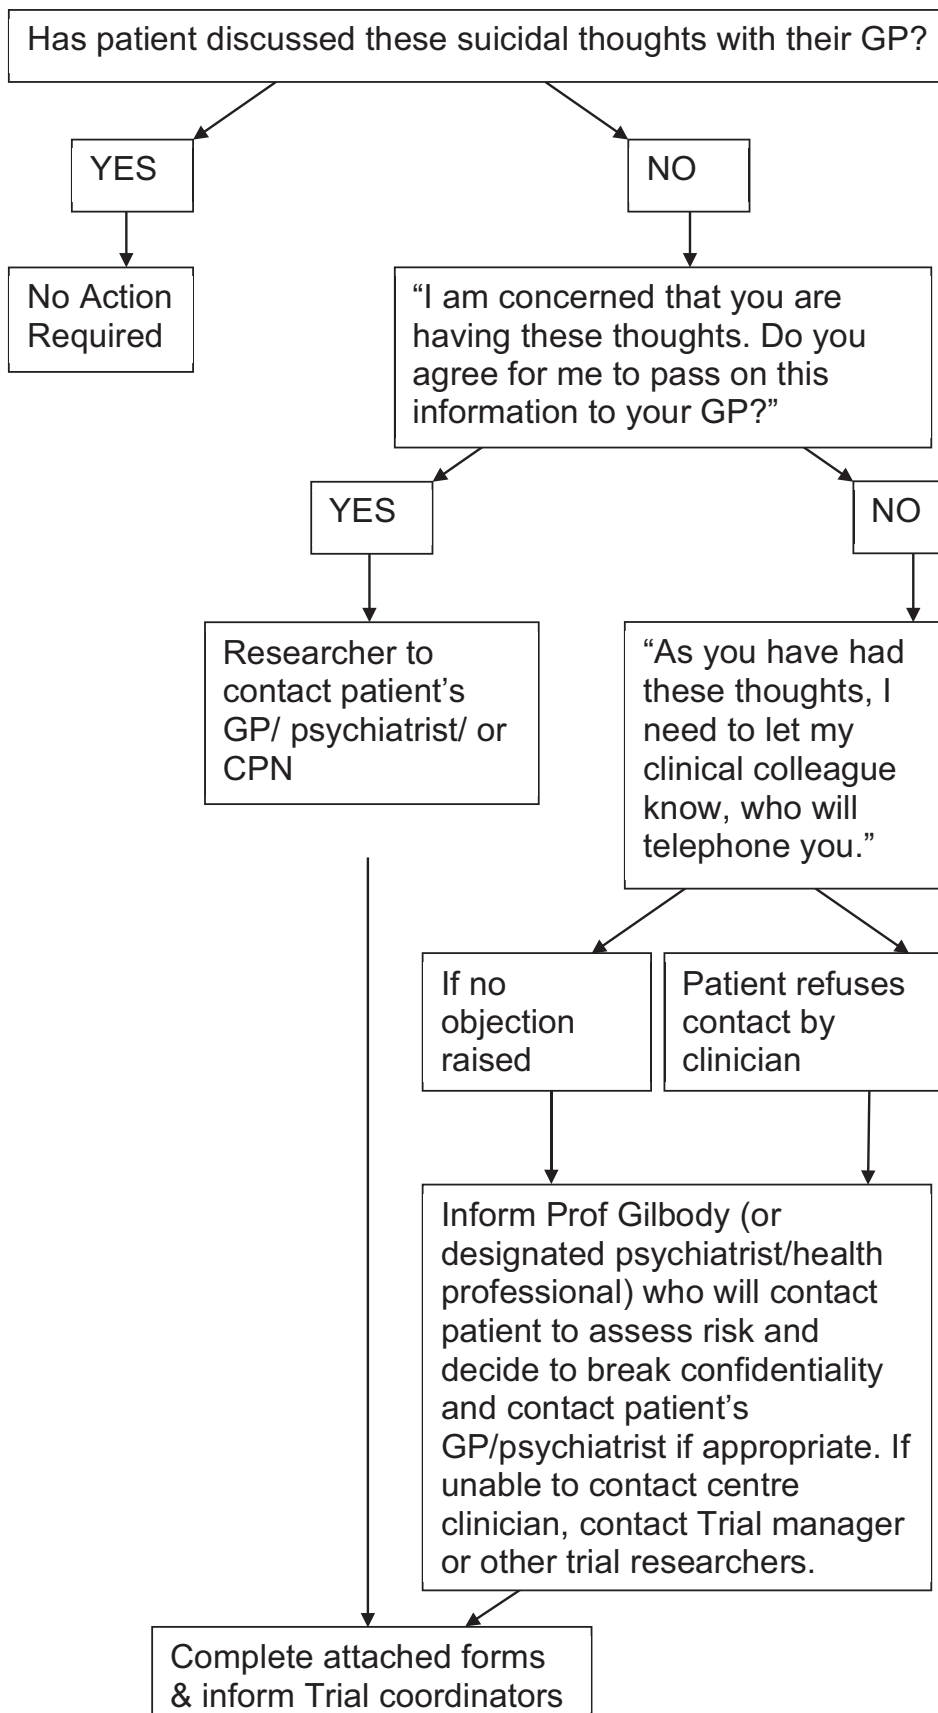 Has patient discussed these suicidal thoughts with their GP?
YES
NO
No Action
Required
“I am concerned that you are
having these thoughts. Do you
agree for me to pass on this
information to your GP?”
YES
NO
Researcher to
contact patient’s
GP/ psychiatrist/ or
CPN
“As you have had
these thoughts, I
need to let my
clinical colleague
know, who will
telephone you.”
If no
objection
raised
Patient refuses
contact by
clinician
Inform Prof Gilbody (or
designated psychiatrist/health
professional) who will contact
patient to assess risk and
decide to break confidentiality
and contact patient’s
GP/psychiatrist if appropriate. If
unable to contact centre
clinician, contact Trial manager
or other trial researchers.
Complete attached forms
& inform Trial coordinators